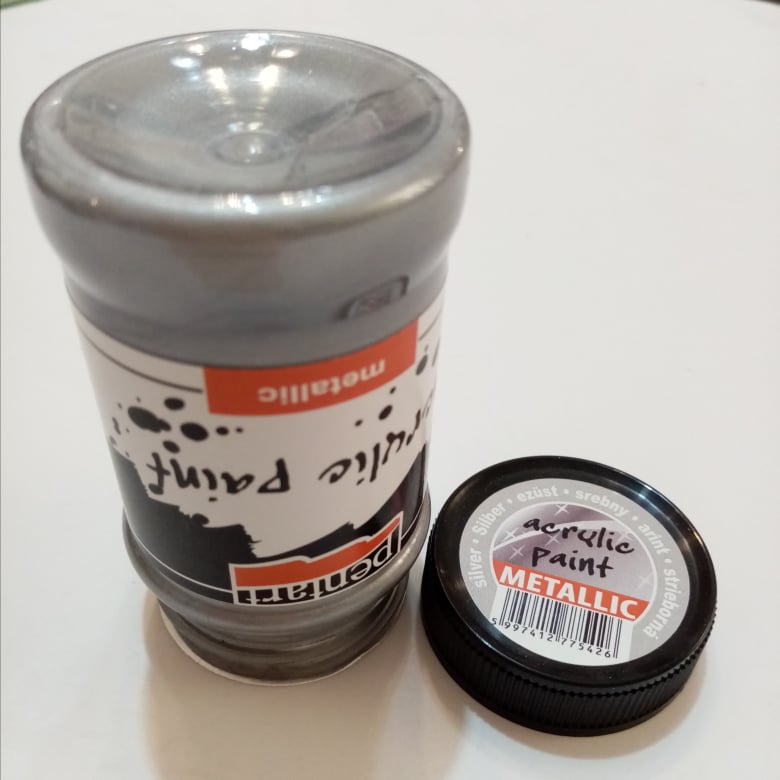 metallic
acrylic paint
pentart
silver • Silber • ezüst • srebny • arint • strieborná
acrylic
paint
METALLIC
5 997412 775426